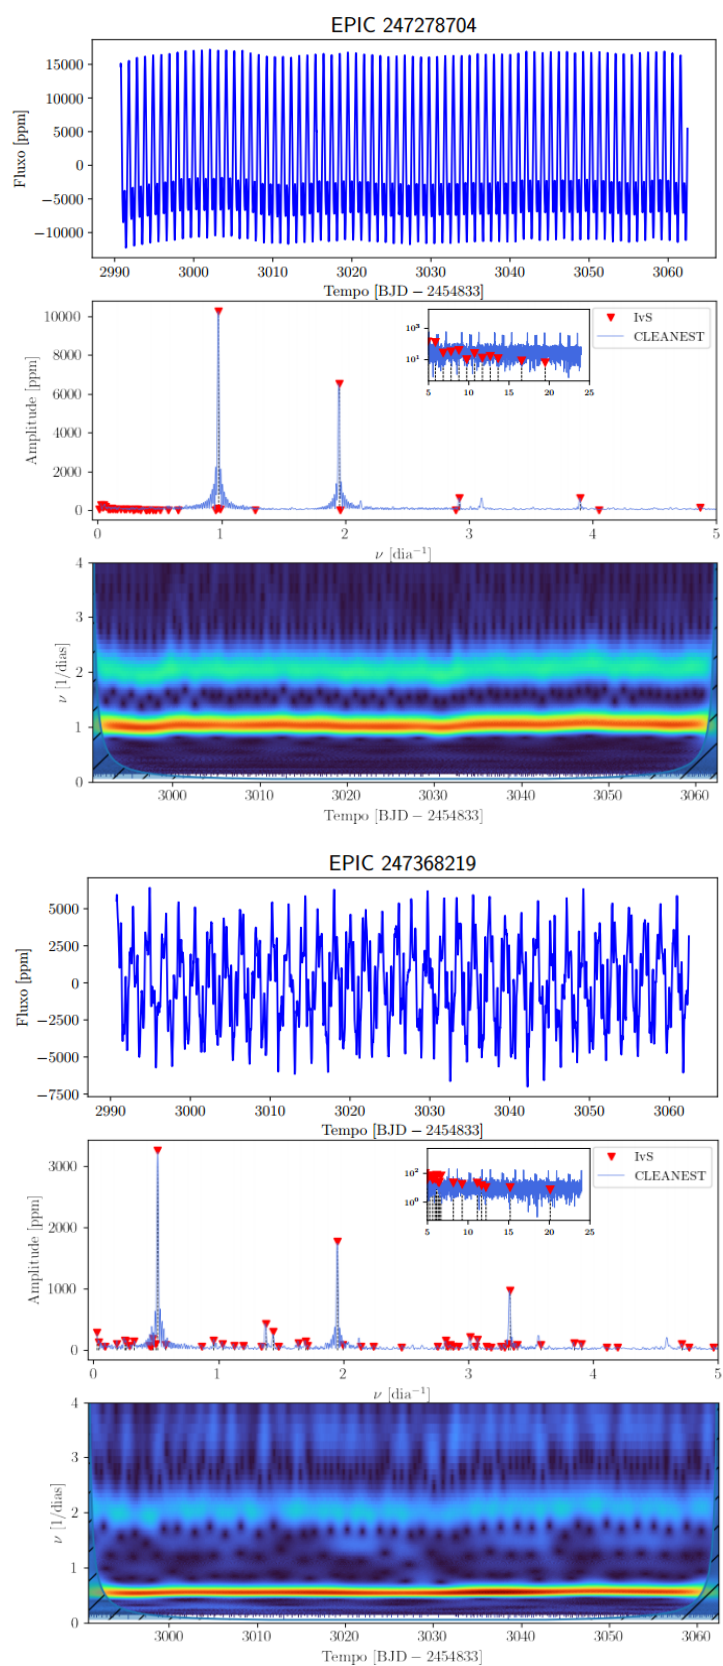 EPIC 247278704
15000
10000
5000
0
−5000
−10000
Fluxo [ppm]
2990 3000 3010 3020 3030 3040 3050 3060
Tempo [BJD − 2454833]
10000
8000
6000
4000
2000
0
Amplitude [ppm]
10³
10¹
5 10 15 20 25
IvS
CLEANEST
0 1 2 3 4 5
ν [dia⁻¹]
4
3
2
1
0
ν [1/dias]
3000 3010 3020 3030 3040 3050 3060
Tempo [BJD − 2454833]
EPIC 247368219
5000
2500
0
−2500
−5000
−7500
Fluxo [ppm]
2990 3000 3010 3020 3030 3040 3050 3060
Tempo [BJD − 2454833]
3000
2000
1000
0
Amplitude [ppm]
10²
10⁰
5 10 15 20 25
IvS
CLEANEST
0 1 2 3 4 5
ν [dia⁻¹]
4
3
2
1
0
ν [1/dias]
3000 3010 3020 3030 3040 3050 3060
Tempo [BJD − 2454833]